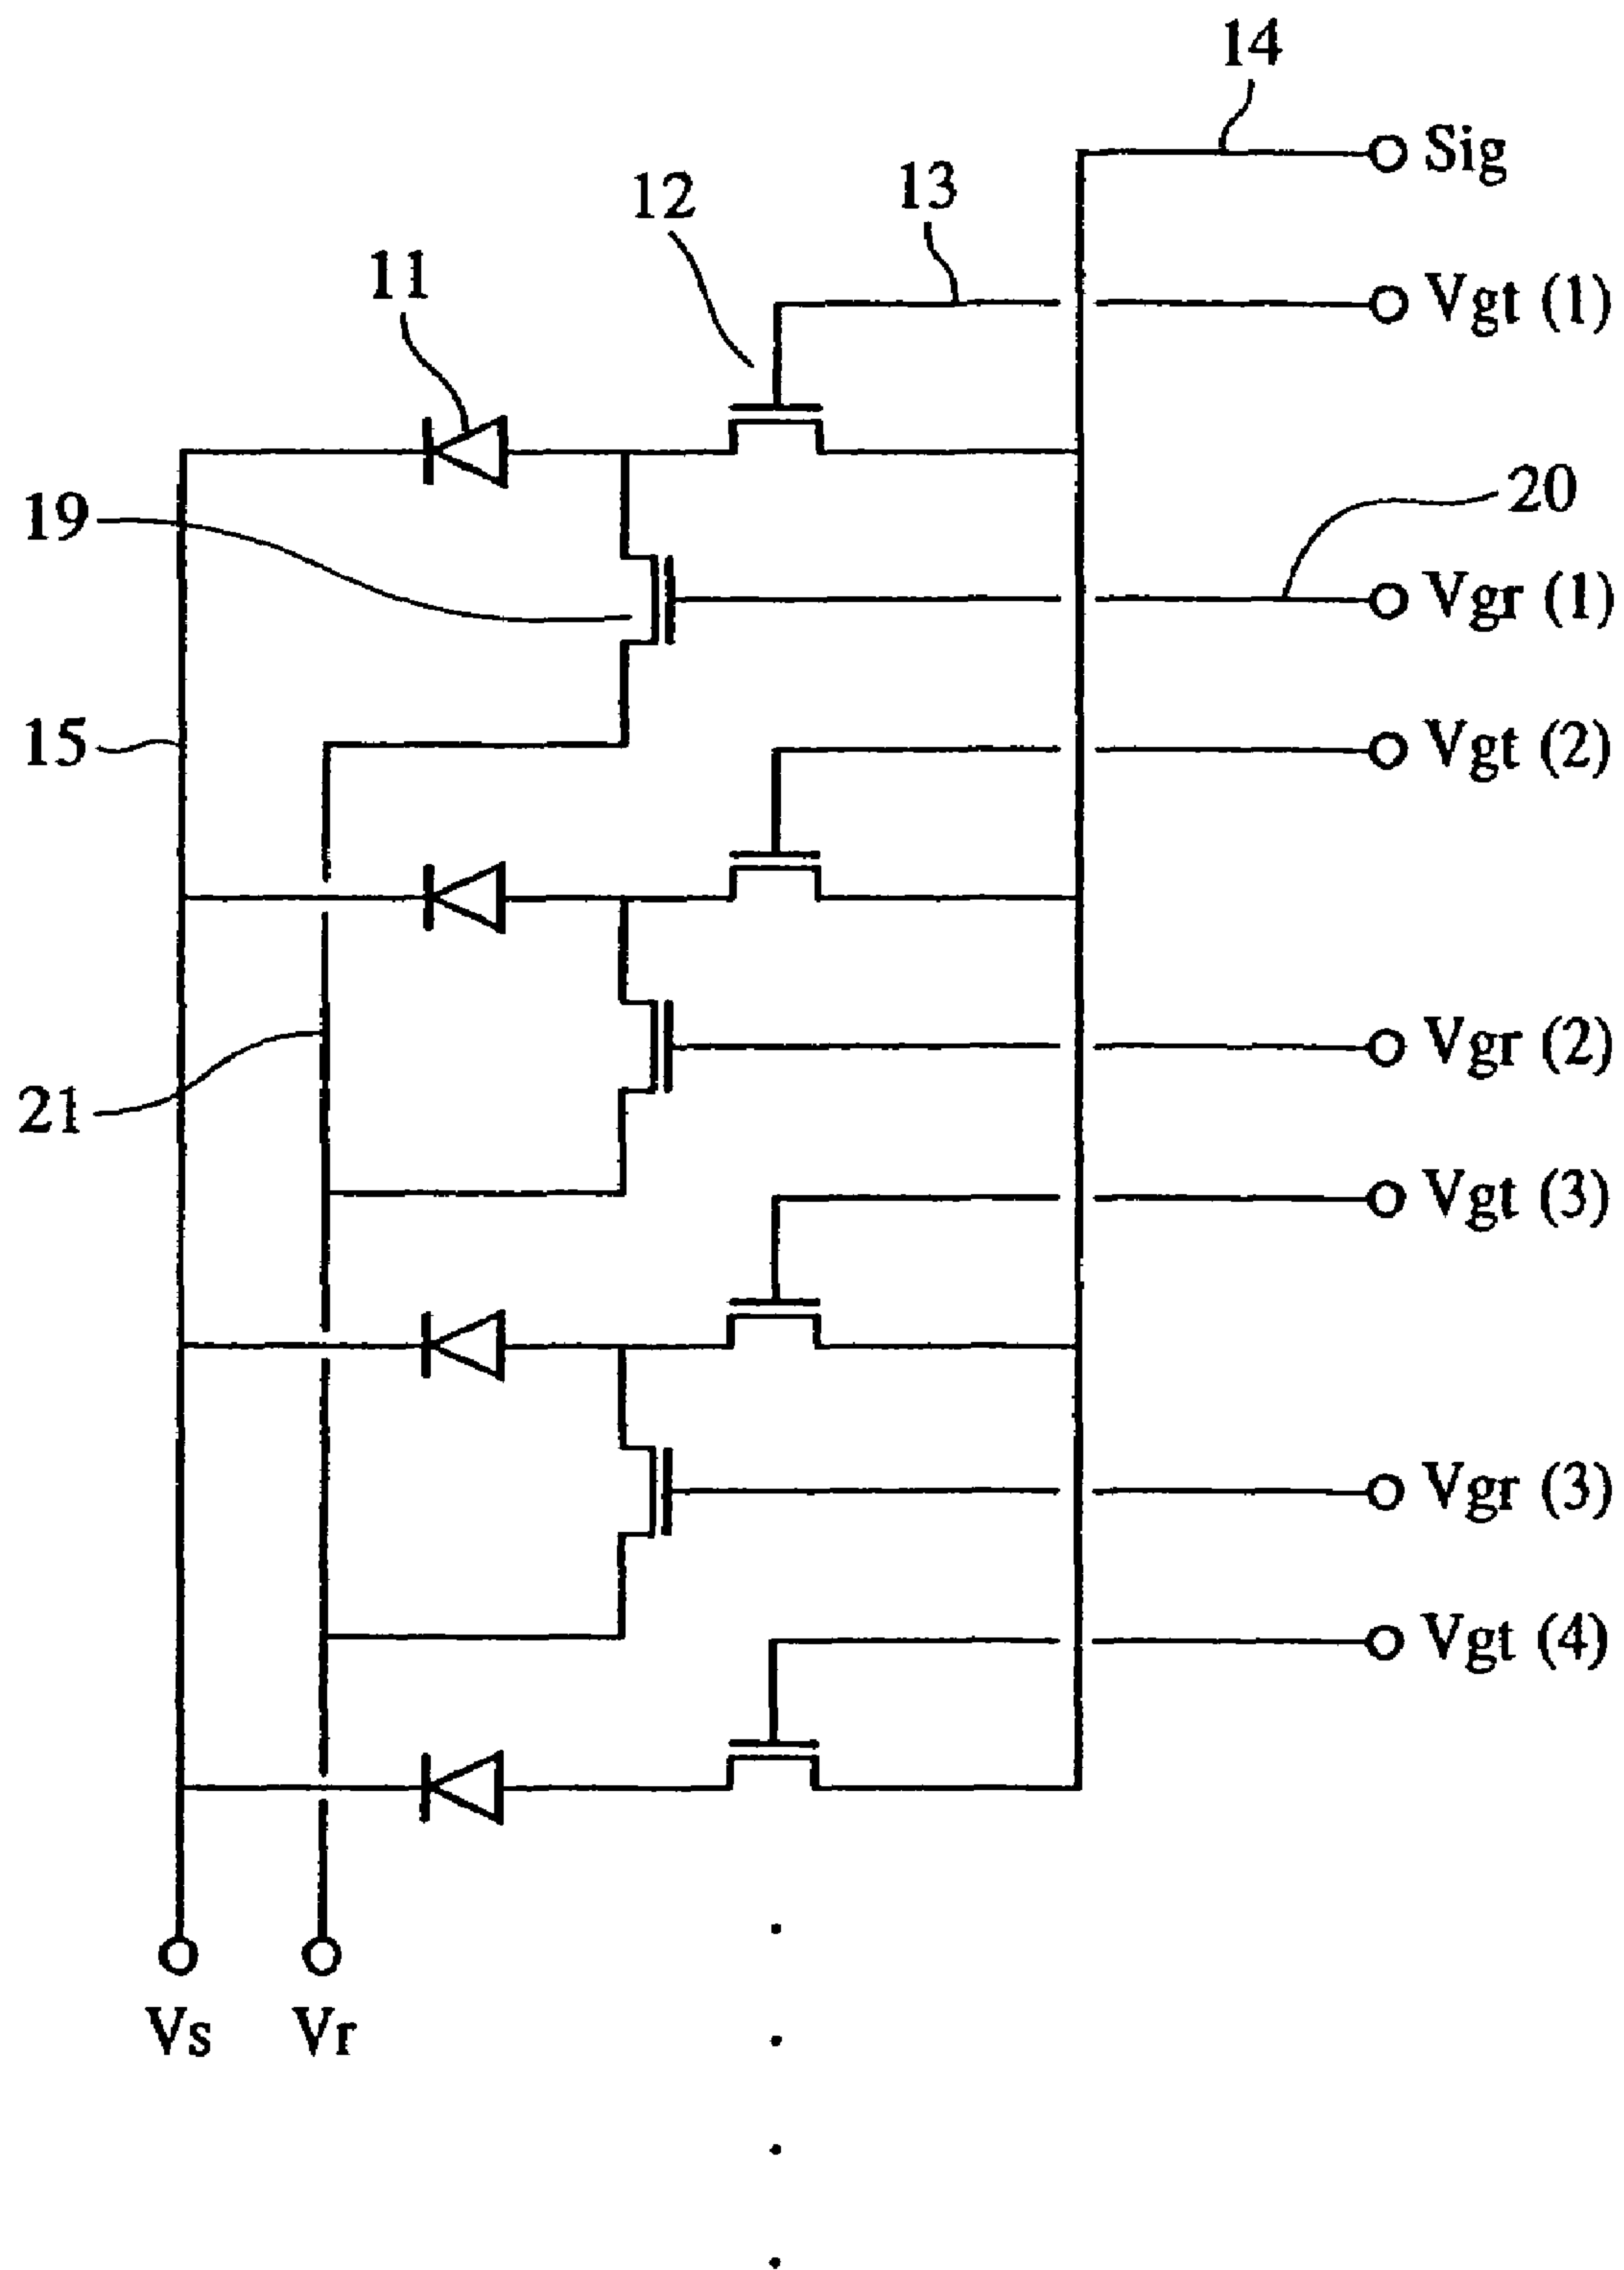 14
Sig
13
12
Vgt (1)
11
20
19
Vgr (1)
15
Vgt (2)
Vgr (2)
21
Vgt (3)
Vgr (3)
Vgt (4)
Vs
Vr